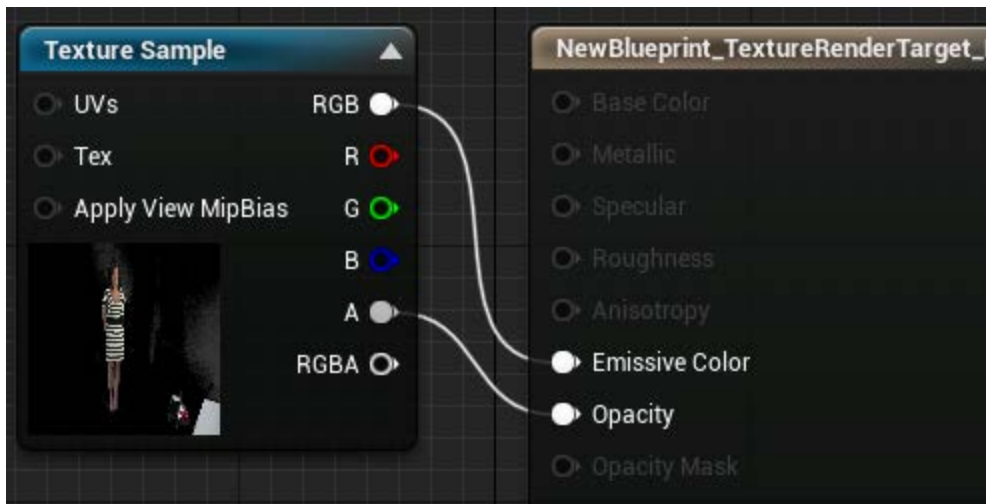 Texture Sample
UVs
RGB
Tex
R
Apply View MipBias
G
B
A
RGBA
NewBlueprint_TextureRenderTarget_
Base Color
Metallic
Specular
Roughness
Anisotropy
Emissive Color
Opacity
Opacity Mask